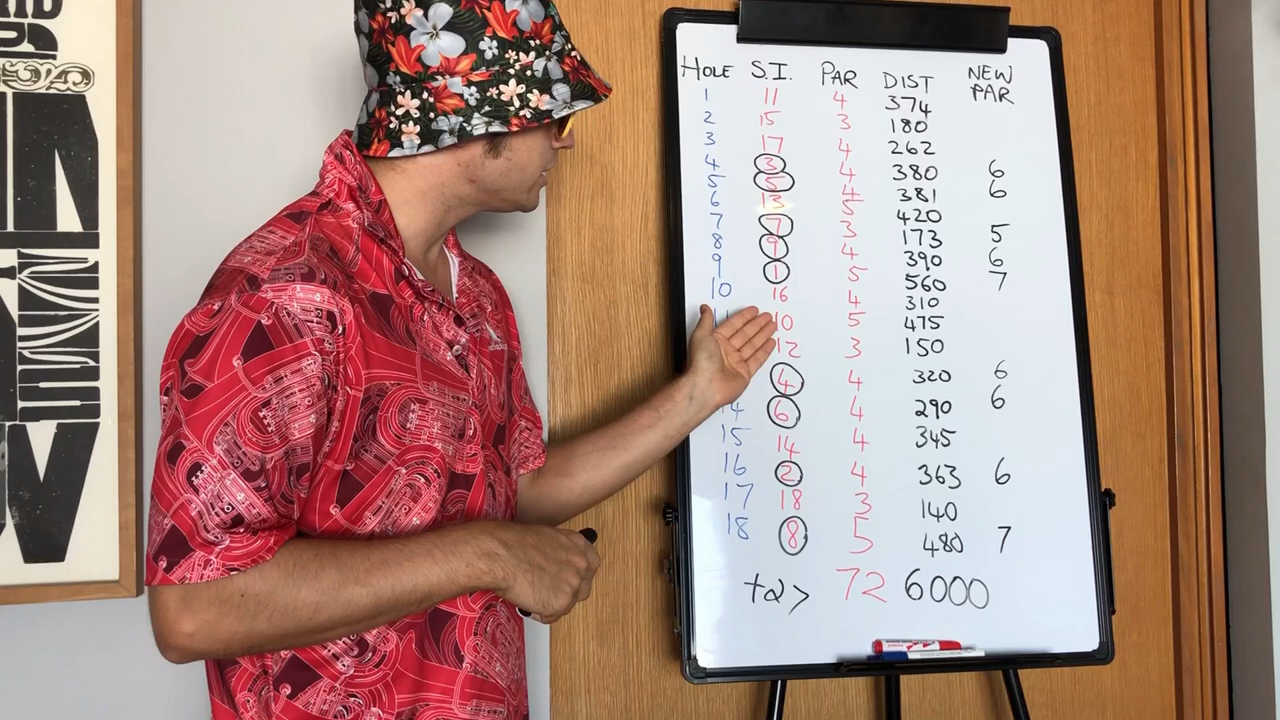 HOLE S.I. PAR DIST NEW PAR
1 11 4 374
2 15 3 180
3 17 4 262
4 3 4 380 6
5 5 4 381 6
6 13 5 420
7 7 3 173 5
8 9 4 390 6
9 1 5 560 7
10 16 4 310
10 5 475
12 3 150
4 4 320 6
14 6 4 290 6
15 14 4 345
16 2 4 363 6
17 18 3 140
18 8 5 480 7
72 6000